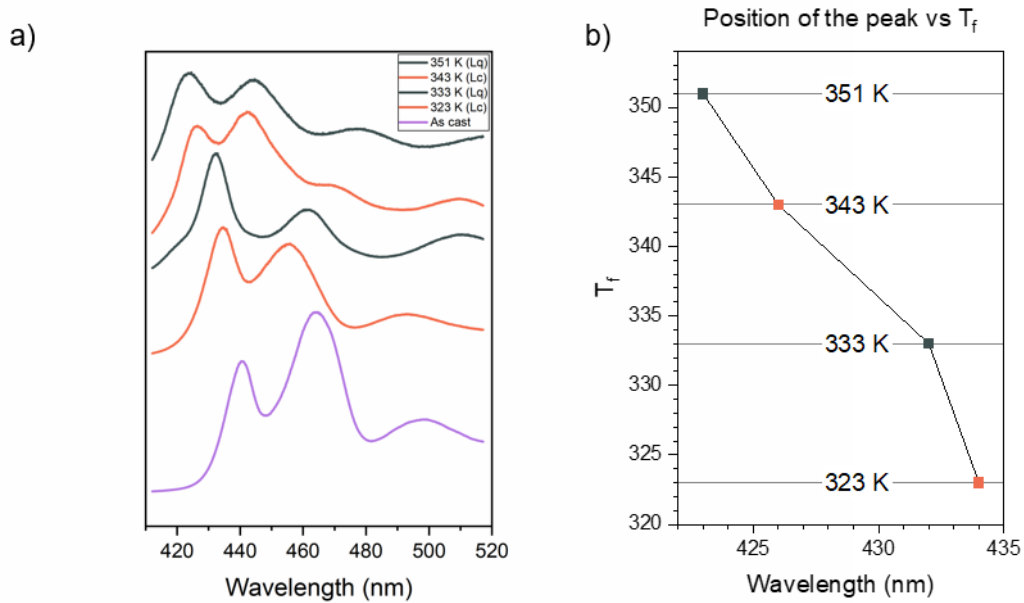 a)
351 K (Lq)
343 K (Lc)
333 K (Lq)
323 K (Lc)
As cast
420 440 460 480 500 520
Wavelength (nm)
b)
Position of the peak vs Tf
350
345
340
335
330
325
320
Tf
351 K
343 K
333 K
323 K
425 430 435
Wavelength (nm)